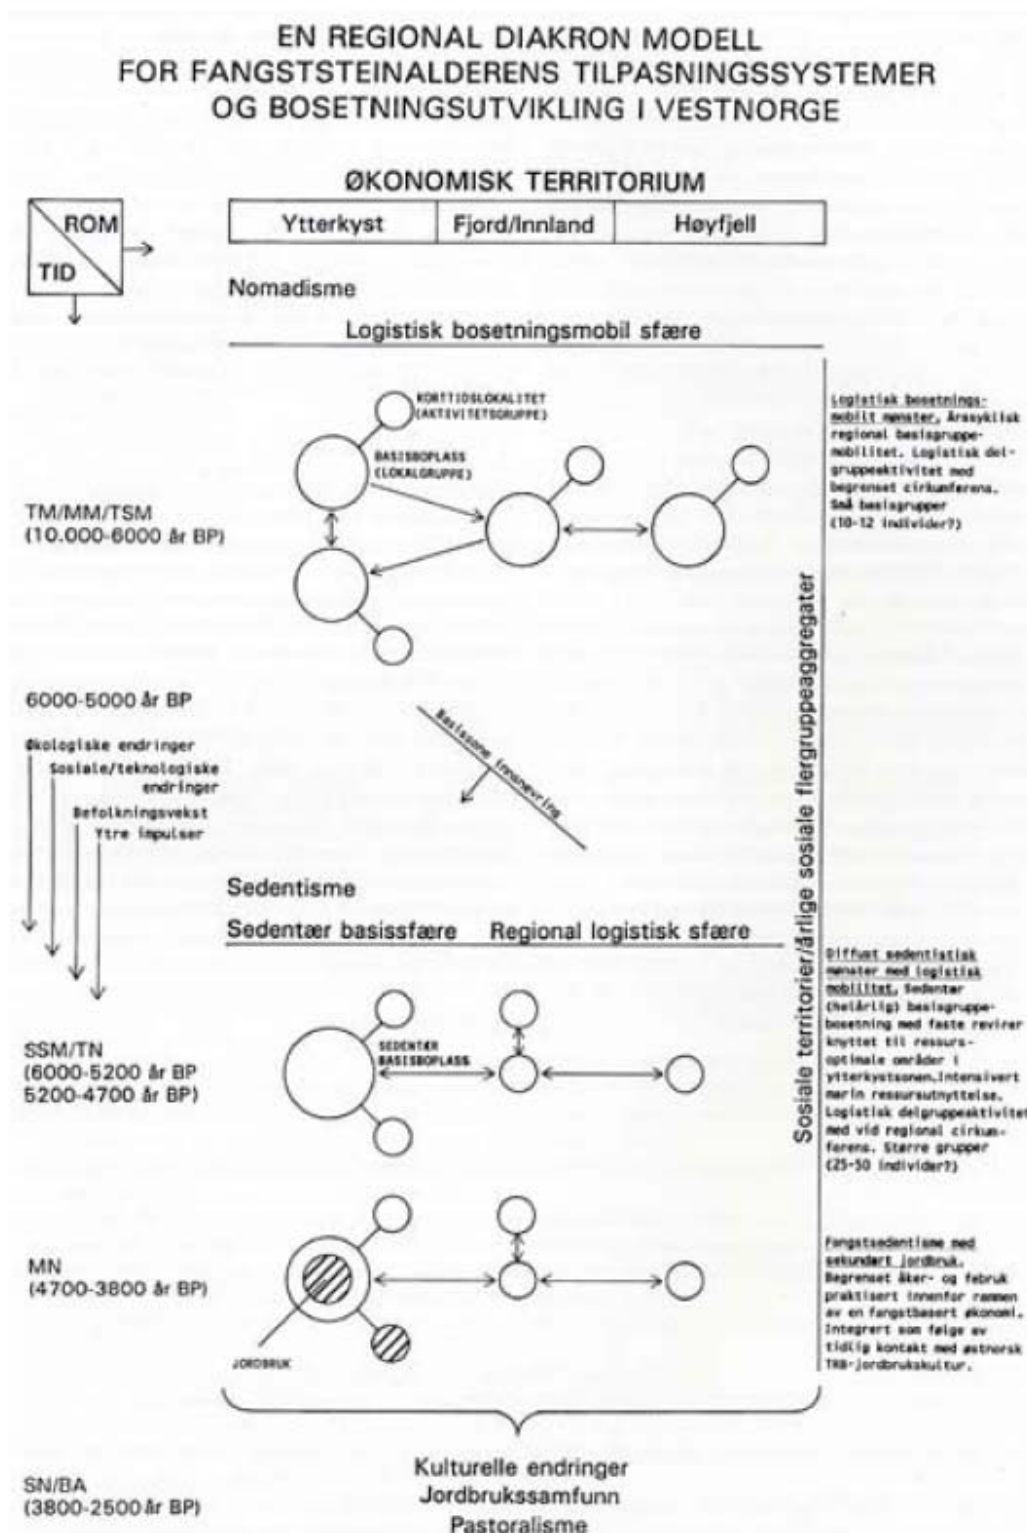 EN REGIONAL DIAKRON MODELL
FOR FANGSTSTEINALDERENS TILPASNINGSSYSTEMER
OG BOSETNINGSUTVIKLING I VESTNORGE
ØKONOMISK TERRITORIUM
ROM
TID
Ytterkyst
Fjord/Innland
Høyfjell
Nomadisme
Logistisk bosetningsmobil sfære
KORTTIDSLOKALITET
(AKTIVITETSGRUPPE)
BASISBOPLASS
(LOKALGRUPPE)
TM/MM/TSM
(10.000-6000 år BP)
Logistisk bosetnings-
mobilt mønster. Årssyklisk
regional basisgruppe-
mobilitet. Logistisk del-
gruppeaktivitet med
begrenset cirkumferens.
Små basisgrupper
(10-12 individer?)
6000-5000 år BP
Økologiske endringer
Sosiale/teknologiske
endringer
Befolkningsvekst
Ytre impulser
Basissone innsnevring
Sosiale territorier/årlige sosiale flergruppeaggregater
Sedentisme
Sedentær basissfære
Regional logistisk sfære
SSM/TN
(6000-5200 år BP
5200-4700 år BP)
SEDENTÆR
BASISBOPLASS
Diffust sedentistisk
mønster med logistisk
mobilitet. Sedentær
(helårlig) basisgruppe-
bosetning med faste revirer
knyttet til ressurs-
optimale områder i
ytterkystsonen.Intensivert
marin ressursutnyttelse.
Logistisk delgruppeaktivitet
med vid regional cirkum-
ferens. Større grupper
(25-50 individer?)
MN
(4700-3800 år BP)
JORDBRUK
Fangstsedentisme med
sekundært jordbruk.
Begrenset åker- og februk
praktisert innenfor rammen
av en fangstbasert økonomi.
Integrert som følge av
tidlig kontakt med østnorsk
TRB-jordbrukskultur.
SN/BA
(3800-2500 år BP)
Kulturelle endringer
Jordbrukssamfunn
Pastoralisme